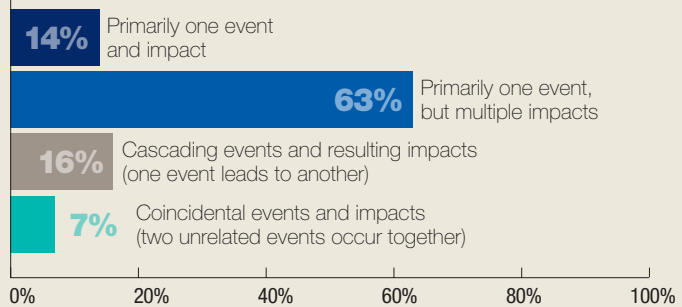 14%
Primarily one event
and impact
63%
Primarily one event,
but multiple impacts
16%
Cascading events and resulting impacts
(one event leads to another)
7%
Coincidental events and impacts
(two unrelated events occur together)
0% 20% 40% 60% 80% 100%